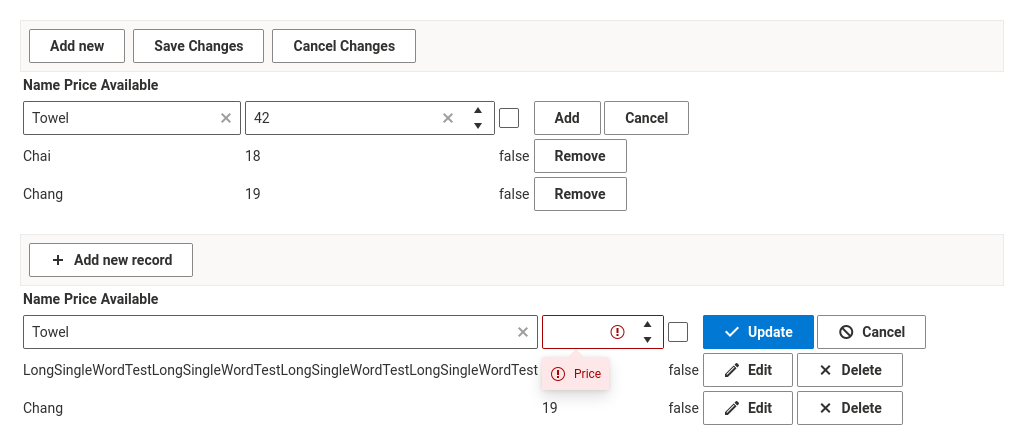 Add new Save Changes Cancel Changes
Name Price Available
Towel 42 Add Cancel
Chai 18 false Remove
Chang 19 false Remove
Add new record
Name Price Available
Towel Update Cancel
LongSingleWordTestLongSingleWordTestLongSingleWordTestLongSingleWordTest Price false Edit Delete
Chang 19 false Edit Delete